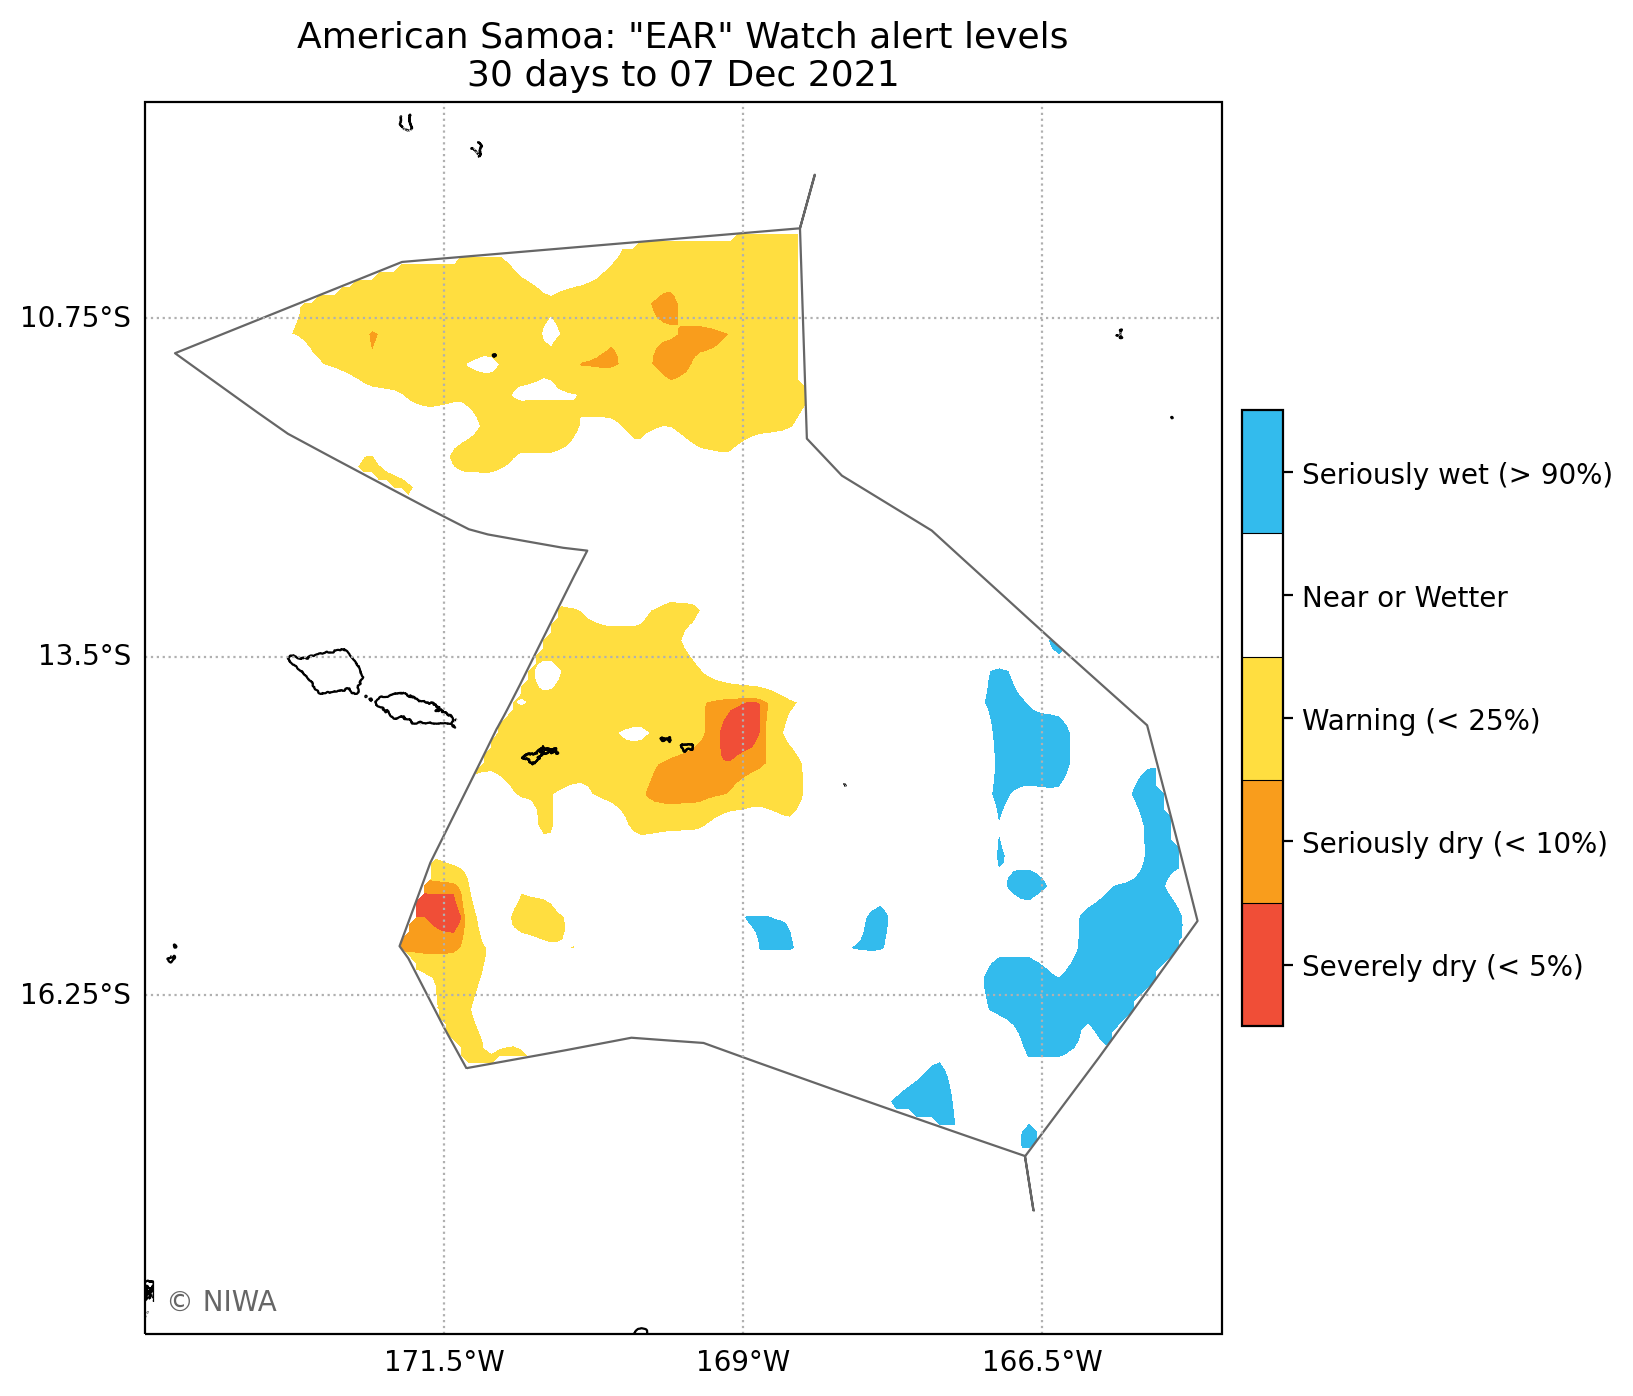 American Samoa: "EAR" Watch alert levels
30 days to 07 Dec 2021
10.75°S
13.5°S
16.25°S
171.5°W
169°W
166.5°W
Seriously wet (> 90%)
Near or Wetter
Warning (< 25%)
Seriously dry (< 10%)
Severely dry (< 5%)
© NIWA